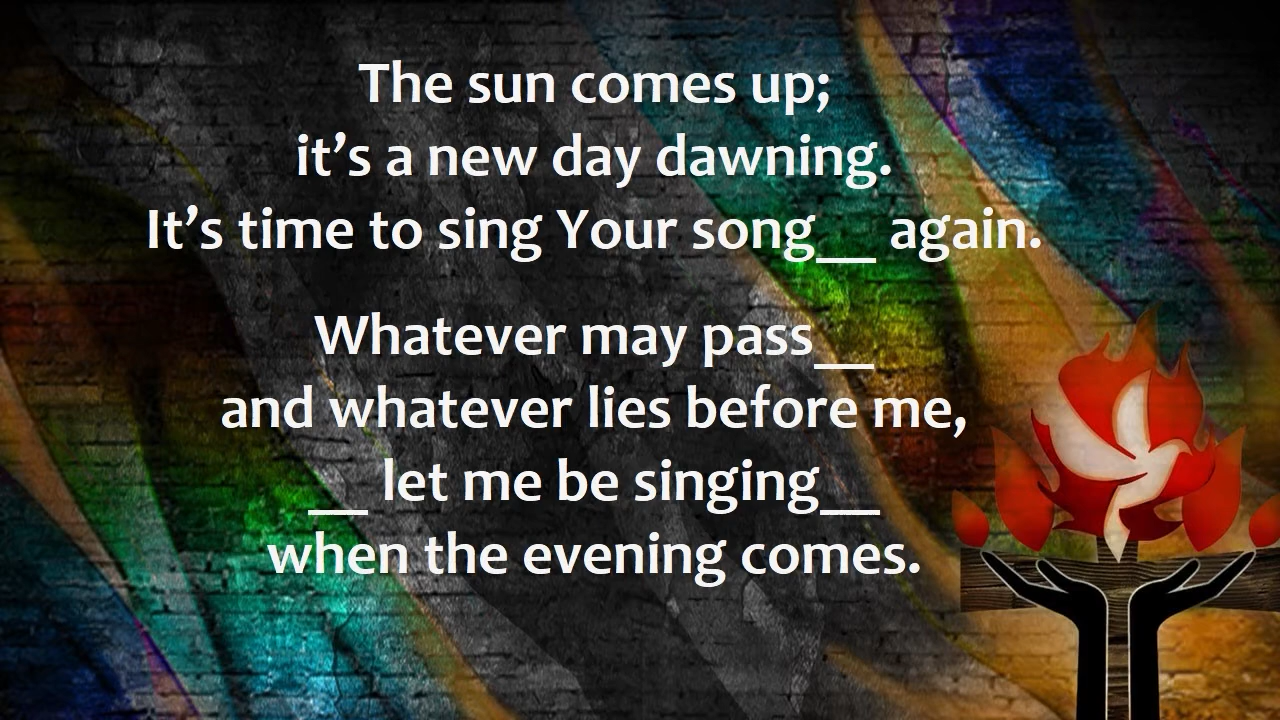 The sun comes up;
it’s a new day dawning.
It’s time to sing Your song__ again.
Whatever may pass__
and whatever lies before me,
__ let me be singing__
when the evening comes.